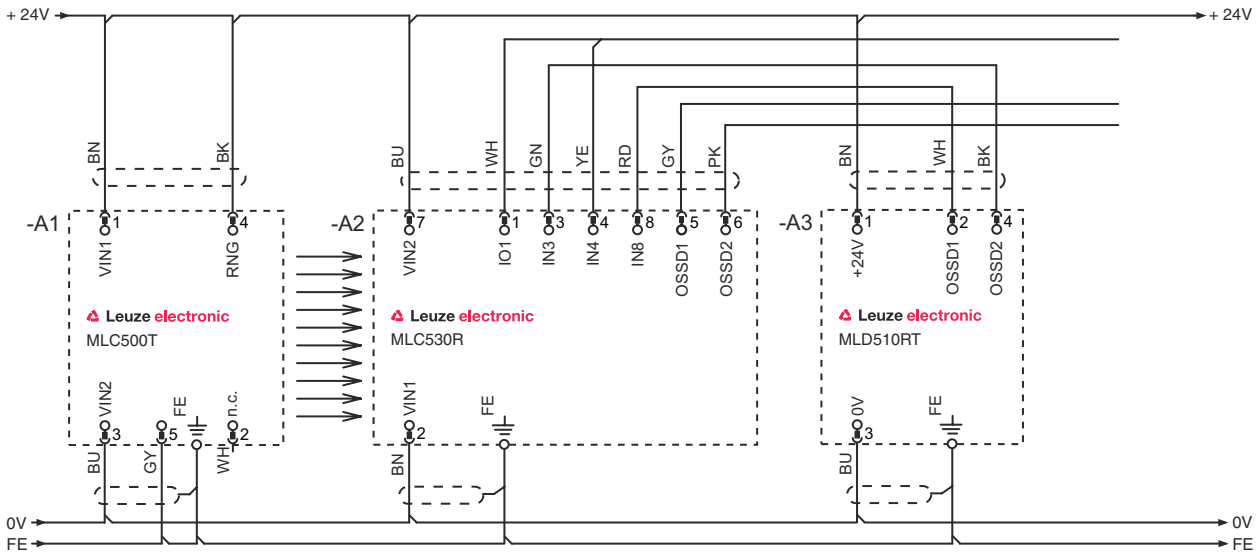 + 24V
+ 24V
BN
BK
BU
WH
GN
YE
RD
GY
PK
BN
WH
BK
-A1
1
4
-A2
7
1
3
4
8
5
6
-A3
1
2
4
VIN1
RNG
VIN2
IO1
IN3
IN4
IN8
OSSD1
OSSD2
+24V
OSSD1
OSSD2
Leuze electronic
MLC500T
Leuze electronic
MLC530R
Leuze electronic
MLD510RT
VIN2
FE
n.c.
VIN1
FE
0V
FE
3
5
2
2
3
BU
GY
WH
BN
BU
0V
0V
FE
FE